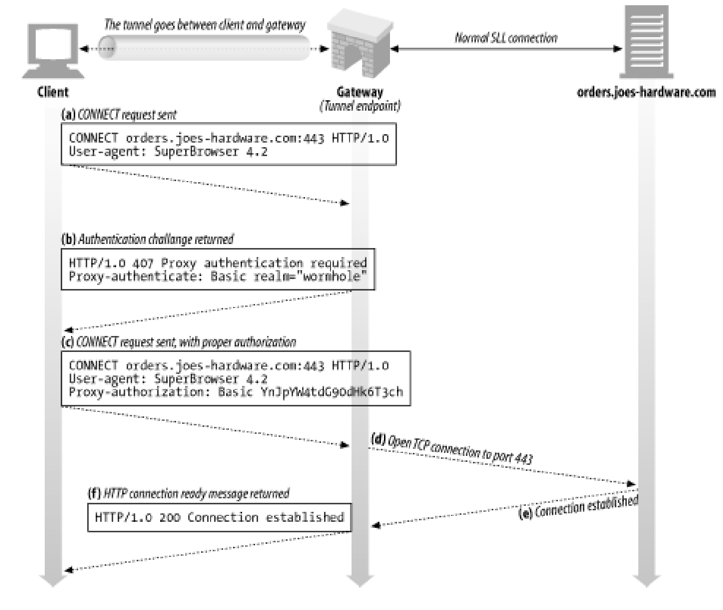 The tunnel goes between client and gateway
Normal SLL connection
Client
Gateway
(Tunnel endpoint)
orders.joes-hardware.com
(a) CONNECT request sent
CONNECT orders.joes-hardware.com:443 HTTP/1.0
User-agent: SuperBrowser 4.2
(b) Authentication challange returned
HTTP/1.0 407 Proxy authentication required
Proxy-authenticate: Basic realm="wormhole"
(c) CONNECT request sent, with proper authorization
CONNECT orders.joes-hardware.com:443 HTTP/1.0
User-agent: SuperBrowser 4.2
Proxy-authorization: Basic YnJpYW4tdG90dHk6T3ch
(d) Open TCP connection to port 443
(e) Connection established
(f) HTTP connection ready message returned
HTTP/1.0 200 Connection established